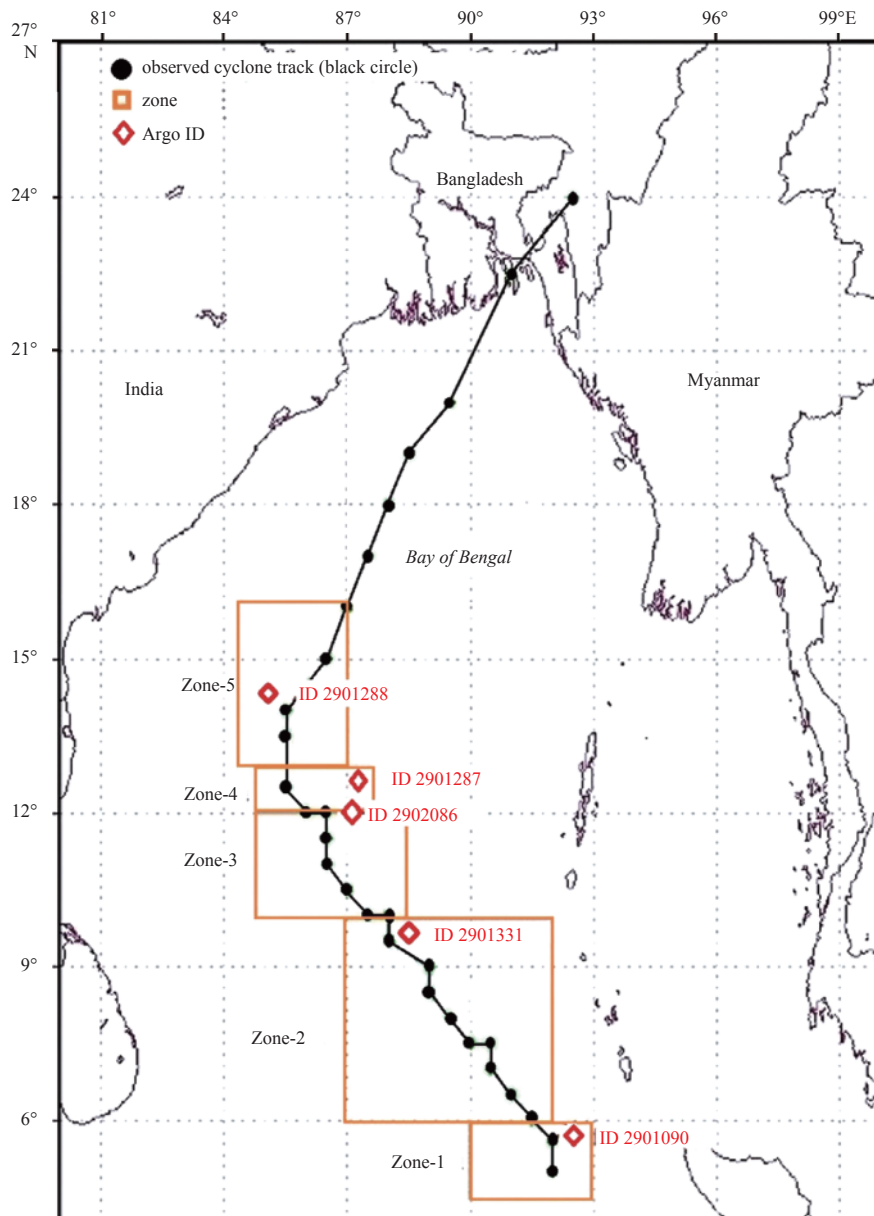 81° 84° 87° 90° 93° 96° 99°E
27°
N
observed cyclone track (black circle)
zone
Argo ID
Bangladesh
24°
21°
India
Myanmar
18°
Bay of Bengal
15°
Zone-5
ID 2901288
ID 2901287
Zone-4
12°
ID 2902086
Zone-3
ID 2901331
9°
Zone-2
6°
ID 2901090
Zone-1